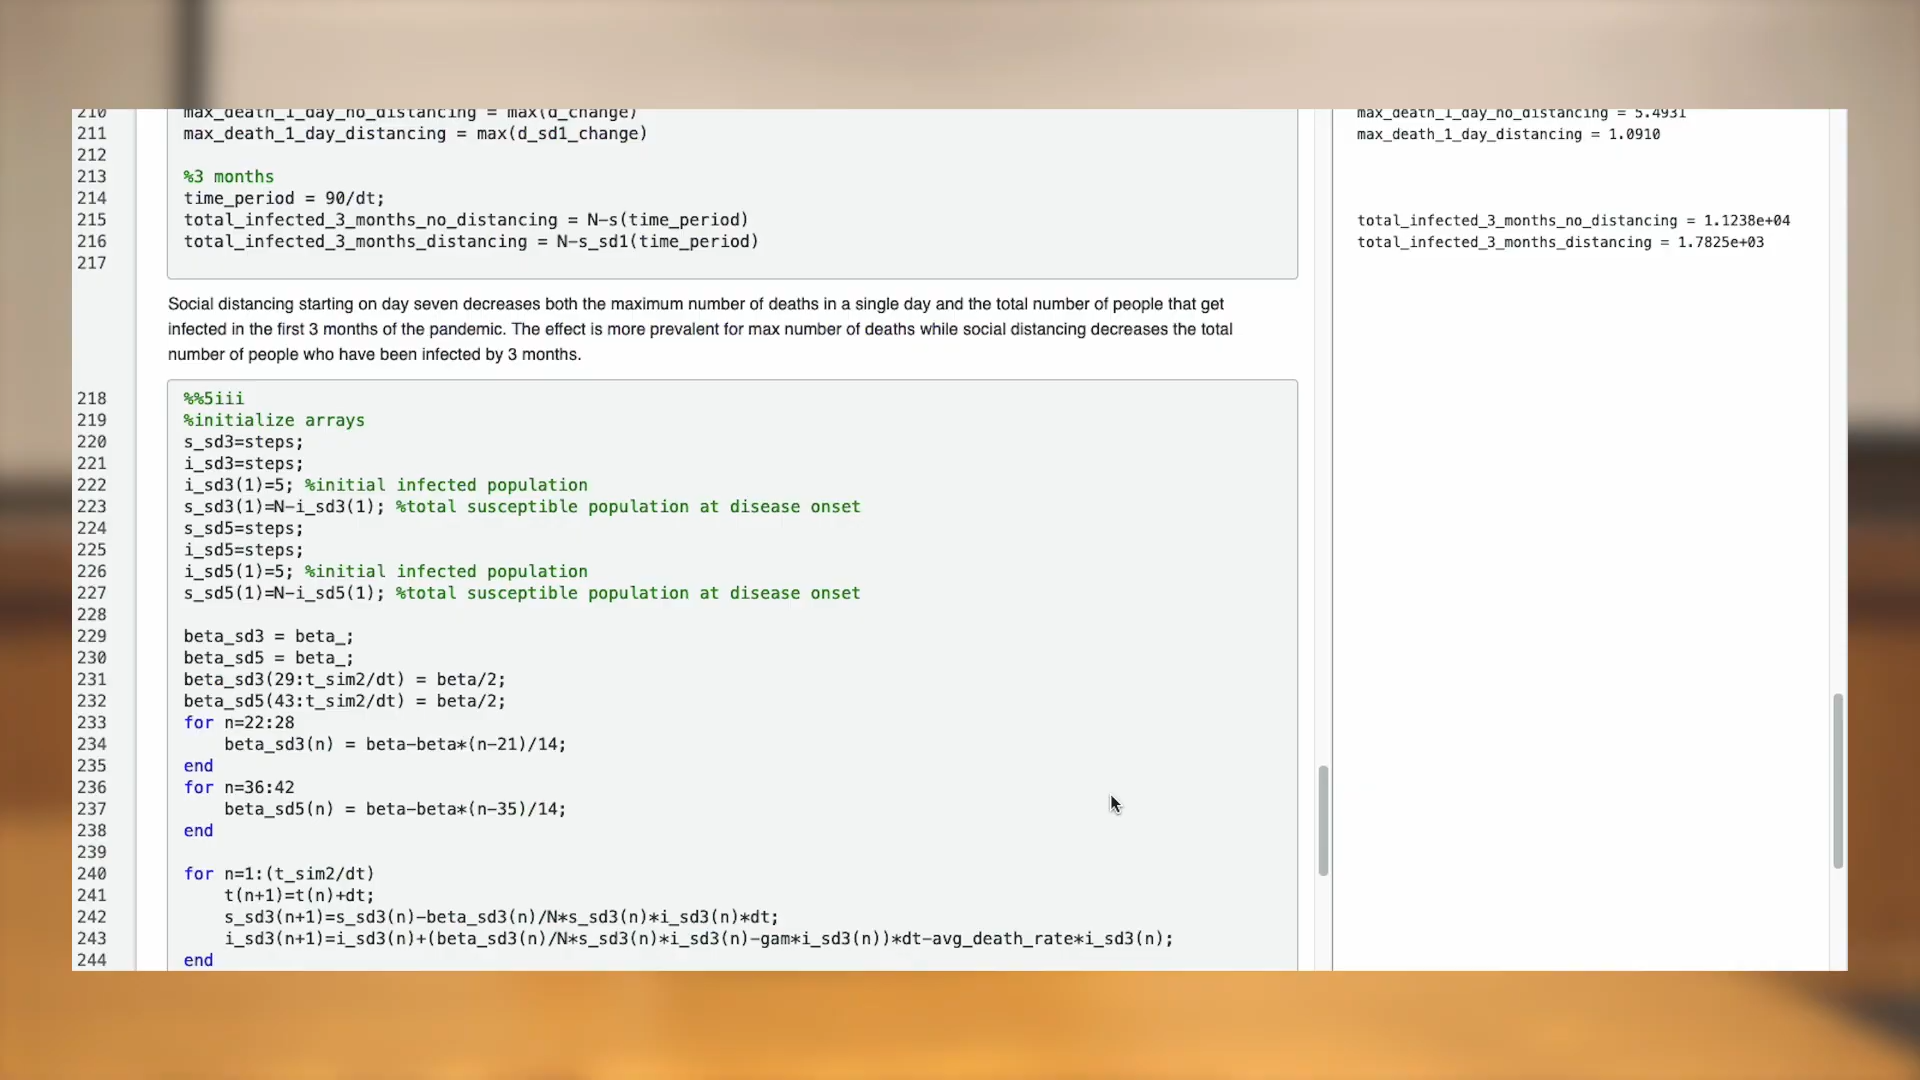 210 max_death_1_day_no_distancing = max(d_change)
211 max_death_1_day_distancing = max(d_sd1_change)
212
213 %3 months
214 time_period = 90/dt;
215 total_infected_3_months_no_distancing = N-s(time_period)
216 total_infected_3_months_distancing = N-s_sd1(time_period)
217
max_death_1_day_no_distancing = 5.4931
max_death_1_day_distancing = 1.0910
total_infected_3_months_no_distancing = 1.1238e+04
total_infected_3_months_distancing = 1.7825e+03
Social distancing starting on day seven decreases both the maximum number of deaths in a single day and the total number of people that get
infected in the first 3 months of the pandemic. The effect is more prevalent for max number of deaths while social distancing decreases the total
number of people who have been infected by 3 months.
218 %%5iii
219 %initialize arrays
220 s_sd3=steps;
221 i_sd3=steps;
222 i_sd3(1)=5; %initial infected population
223 s_sd3(1)=N-i_sd3(1); %total susceptible population at disease onset
224 s_sd5=steps;
225 i_sd5=steps;
226 i_sd5(1)=5; %initial infected population
227 s_sd5(1)=N-i_sd5(1); %total susceptible population at disease onset
228
229 beta_sd3 = beta_;
230 beta_sd5 = beta_;
231 beta_sd3(29:t_sim2/dt) = beta/2;
232 beta_sd5(43:t_sim2/dt) = beta/2;
233 for n=22:28
234 beta_sd3(n) = beta-beta*(n-21)/14;
235 end
236 for n=36:42
237 beta_sd5(n) = beta-beta*(n-35)/14;
238 end
239
240 for n=1:(t_sim2/dt)
241 t(n+1)=t(n)+dt;
242 s_sd3(n+1)=s_sd3(n)-beta_sd3(n)/N*s_sd3(n)*i_sd3(n)*dt;
243 i_sd3(n+1)=i_sd3(n)+(beta_sd3(n)/N*s_sd3(n)*i_sd3(n)-gam*i_sd3(n))*dt-avg_death_rate*i_sd3(n);
244 end